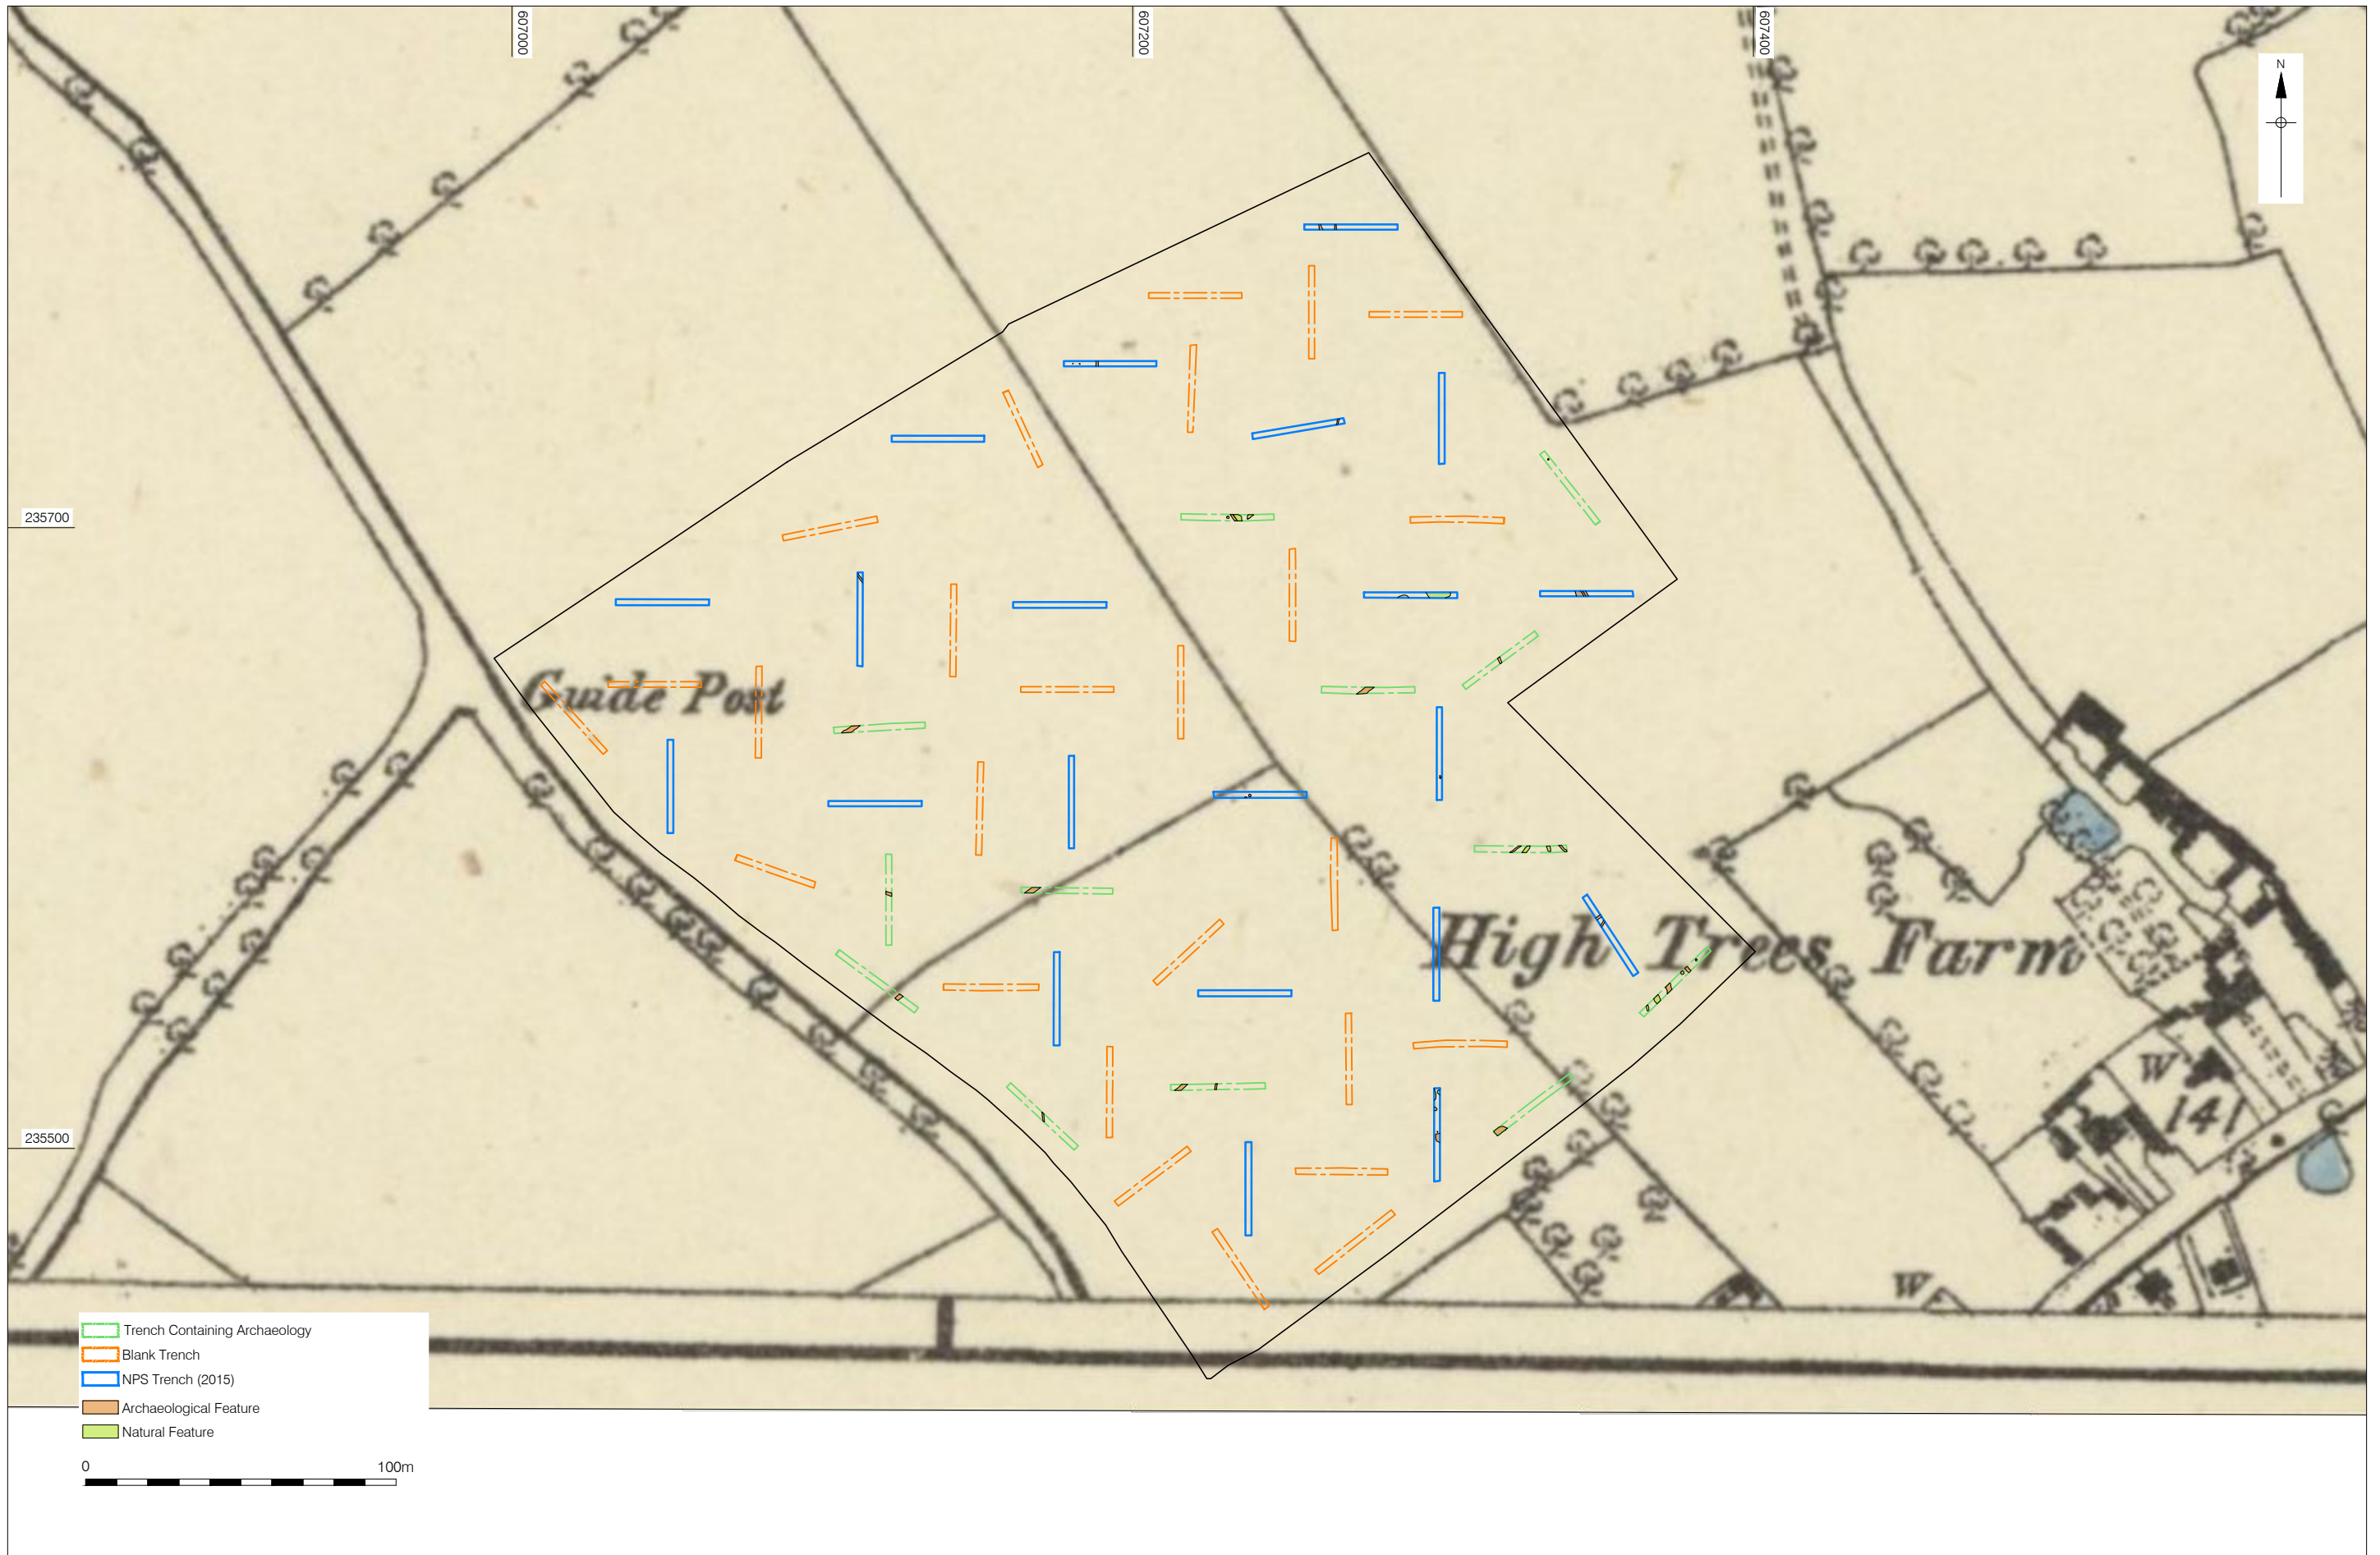 607000
607200
607400
N
235700
Guide Post
High Trees Farm
W
141
235500
W
Trench Containing Archaeology
Blank Trench
NPS Trench (2015)
Archaeological Feature
Natural Feature
0 100m